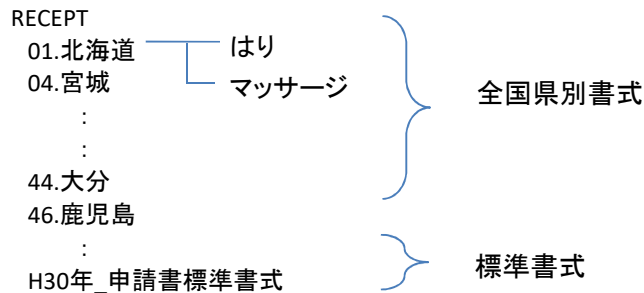 RECEPT
01.北海道 はり
04.宮城 マッサージ
:
:
44.大分
46.鹿児島
:
H30年_申請書標準書式
全国県別書式
標準書式